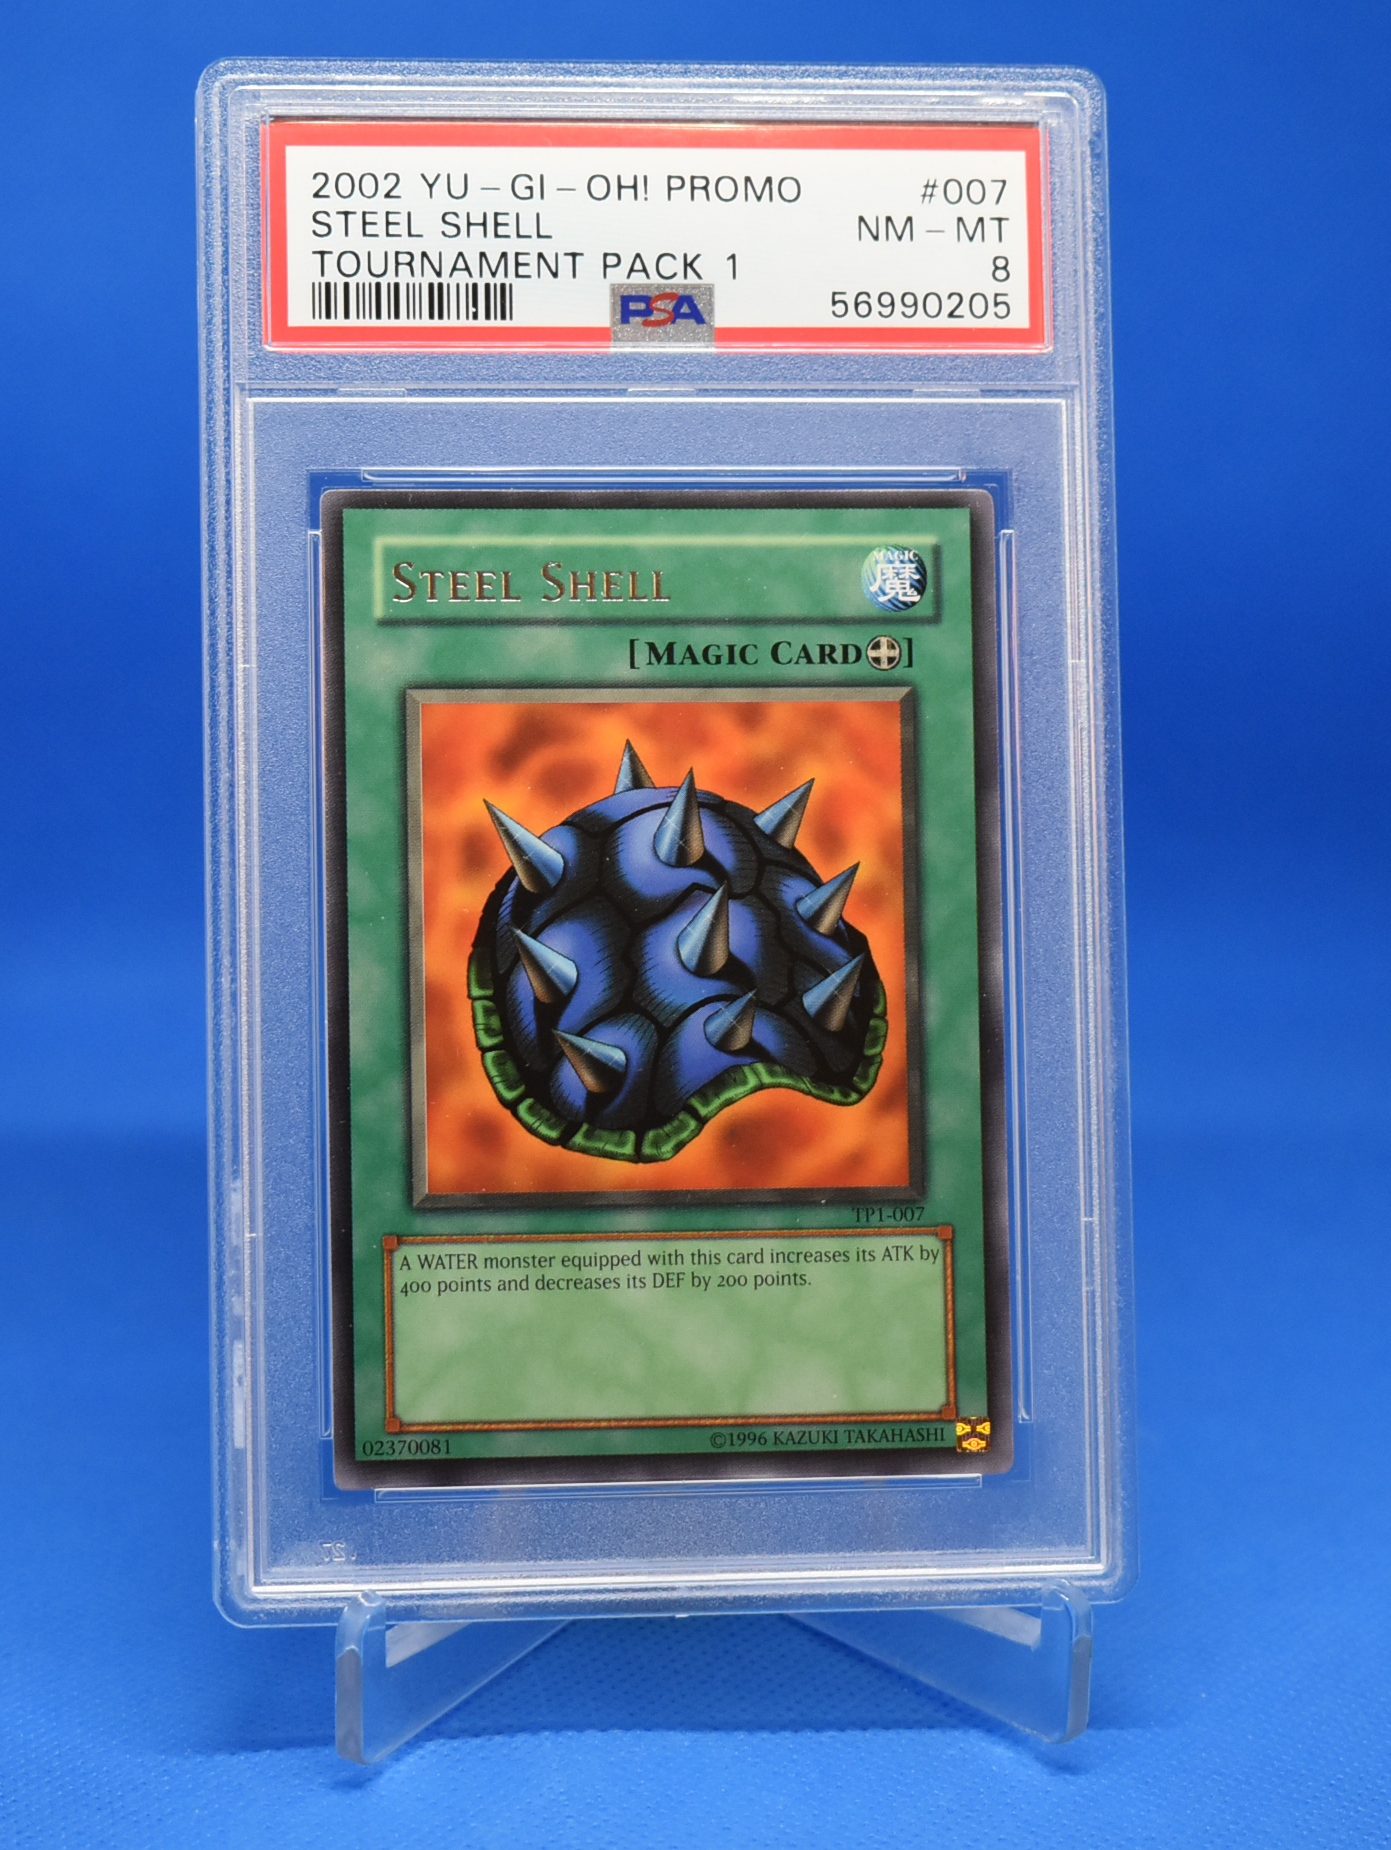 2002 YU-GI-OH! PROMO #007
STEEL SHELL NM-MT
TOURNAMENT PACK 1 8
PSA 56990205
STEEL SHELL
MAGIC
魔
[MAGIC CARD]
TP1-007
A WATER monster equipped with this card increases its ATK by
400 points and decreases its DEF by 200 points.
02370081 ©1996 KAZUKI TAKAHASHI